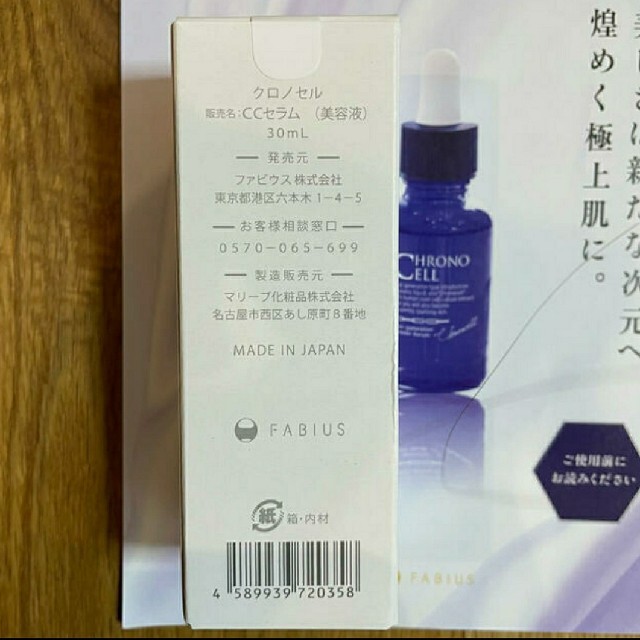 クロノセル
販売名:CCセラム (美容液)
30mL
発売元
ファビウス株式会社
東京都港区六本木1-4-5
お客様相談窓口
0570-065-699
製造販売元
マリーブ化粧品株式会社
名古屋市西区あし原町8番地
MADE IN JAPAN
FABIUS
紙 箱・内材
4 589939 720358
新たな次元へ
煌めく極上肌に。
CHRONO
CELL
ご使用前に
お読みください
FABIUS